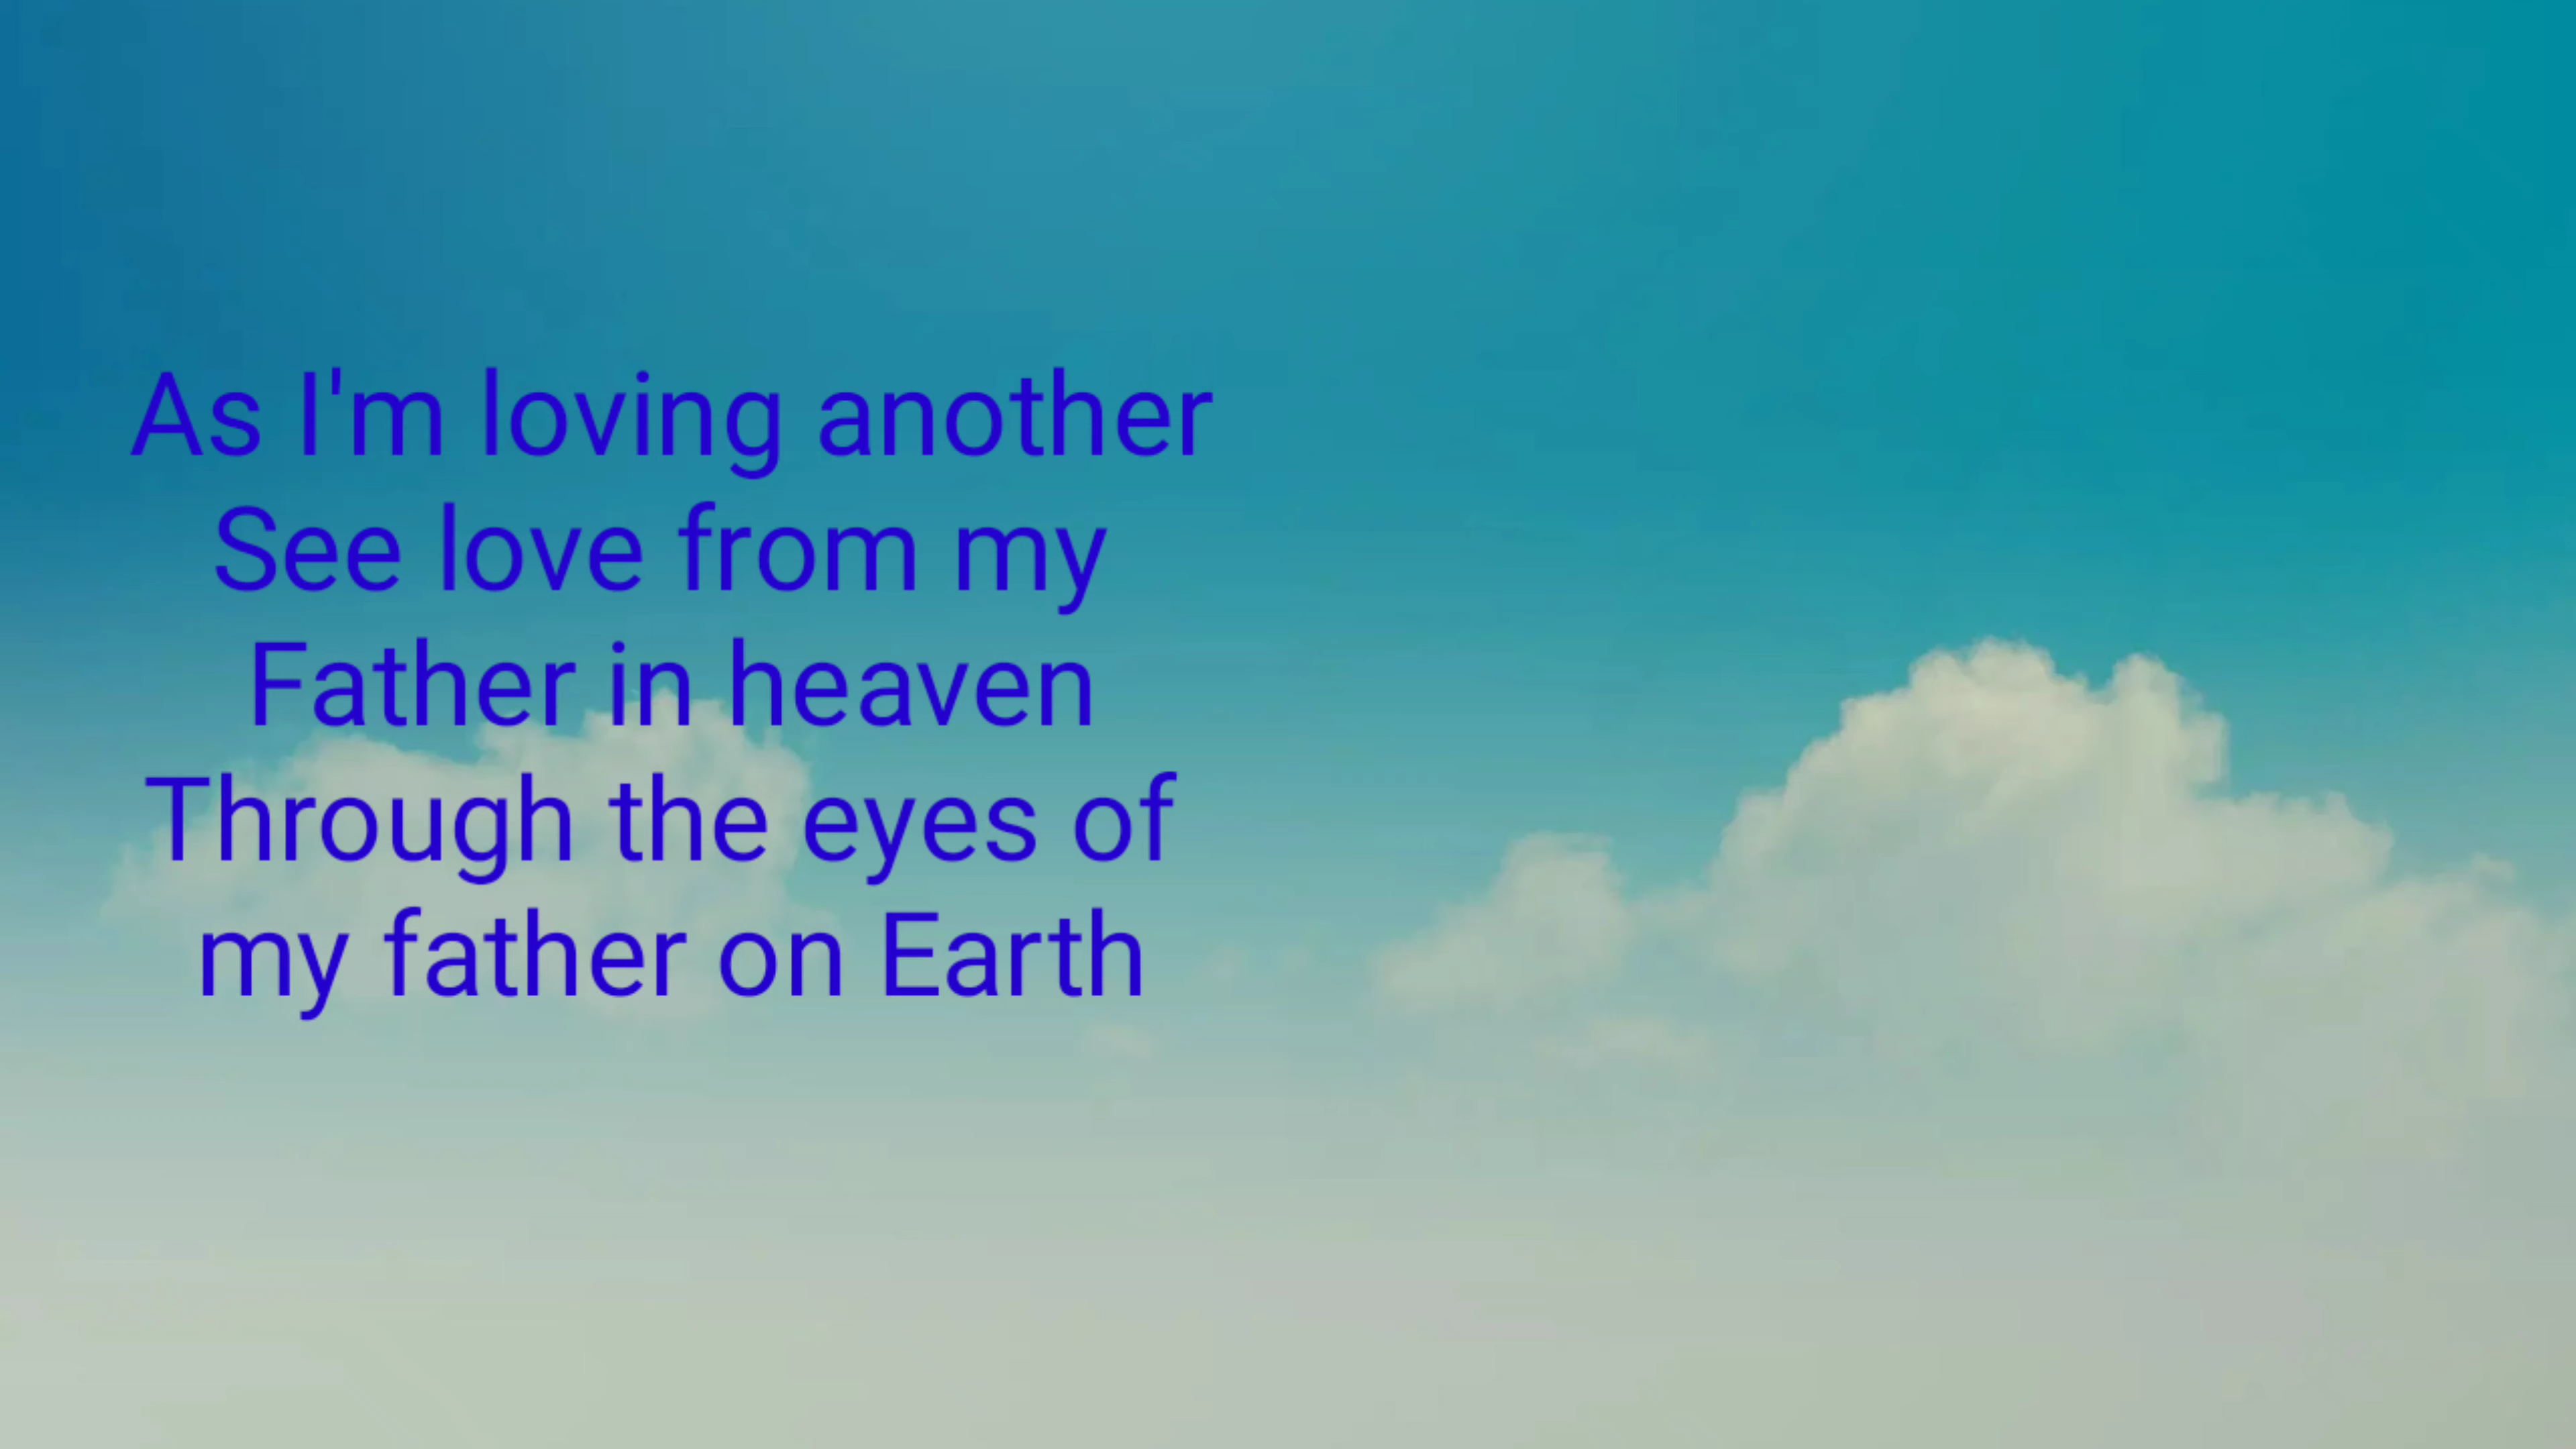 As I'm loving another
See love from my
Father in heaven
Through the eyes of
my father on Earth